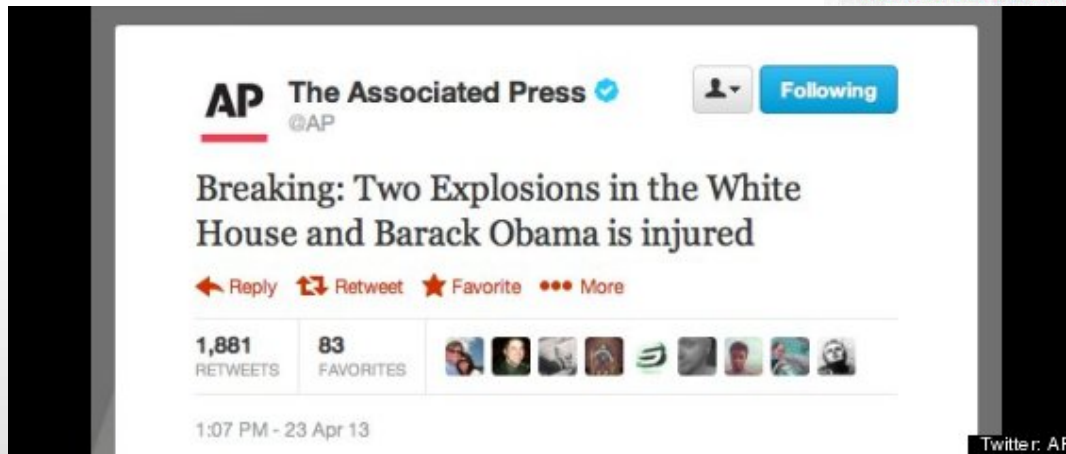 AP The Associated Press Following
@AP
Breaking: Two Explosions in the White
House and Barack Obama is injured
Reply Retweet Favorite More
1,881 83
RETWEETS FAVORITES
1:07 PM - 23 Apr 13
Twitter: AP